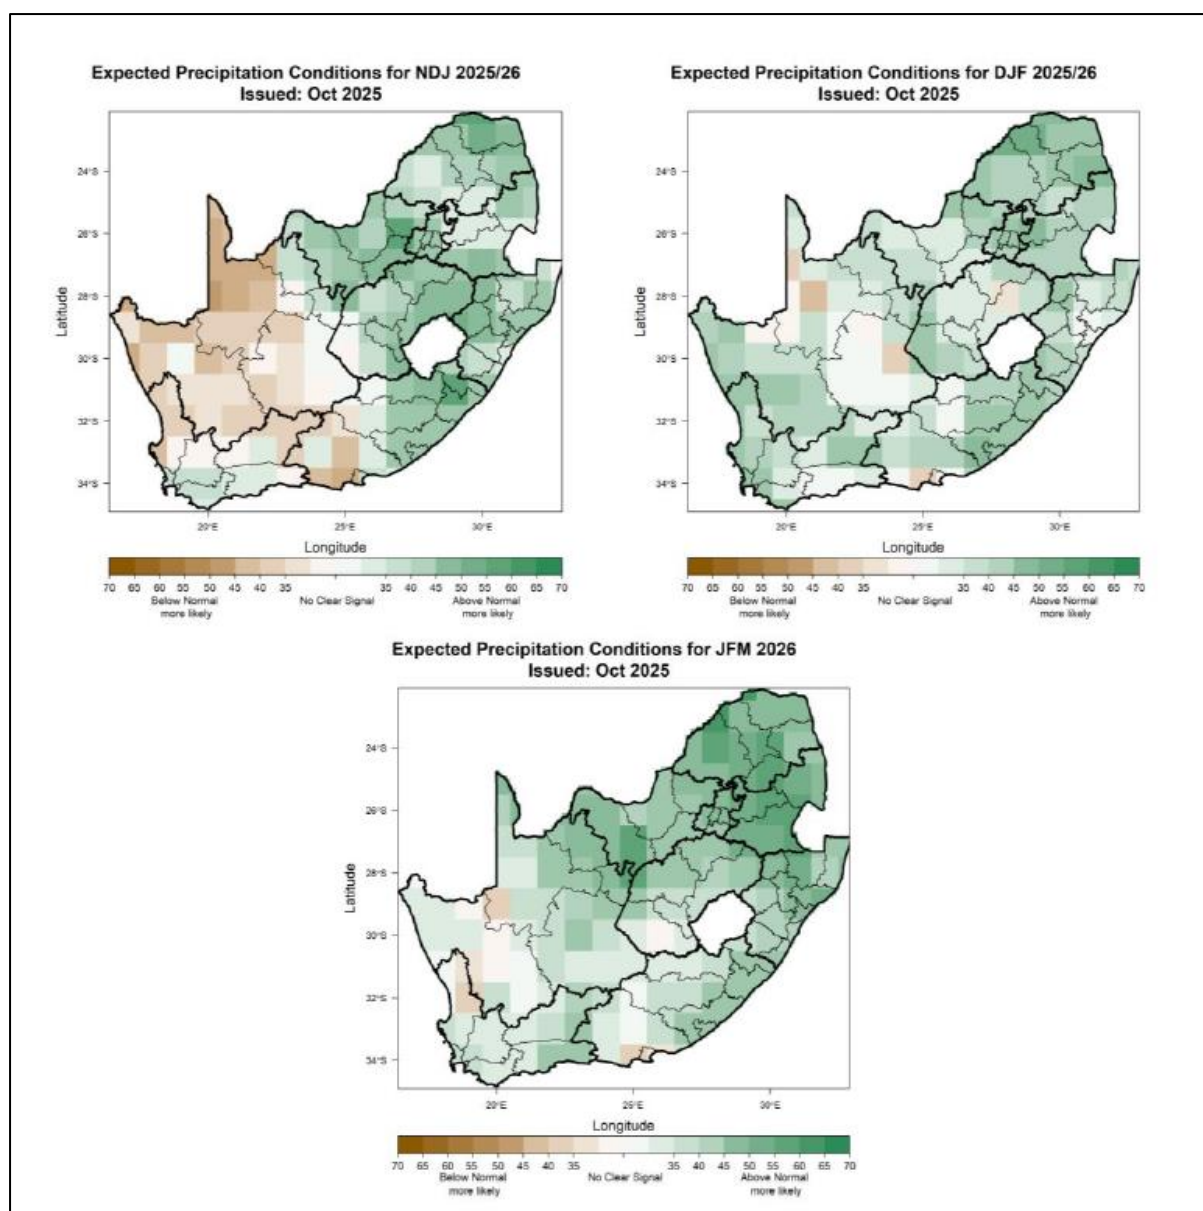 Expected Precipitation Conditions for NDJ 2025/26
Issued: Oct 2025
Latitude
24°S
26°S
28°S
30°S
32°S
34°S
20°E 25°E 30°E
Longitude
70 65 60 55 50 45 40 35 35 40 45 50 55 60 65 70
Below Normal No Clear Signal Above Normal
more likely more likely
Expected Precipitation Conditions for DJF 2025/26
Issued: Oct 2025
Latitude
24°S
26°S
28°S
30°S
32°S
34°S
20°E 25°E 30°E
Longitude
70 65 60 55 50 45 40 35 35 40 45 50 55 60 65 70
Below Normal No Clear Signal Above Normal
more likely more likely
Expected Precipitation Conditions for JFM 2026
Issued: Oct 2025
Latitude
24°S
26°S
28°S
30°S
32°S
34°S
20°E 25°E 30°E
Longitude
70 65 60 55 50 45 40 35 35 40 45 50 55 60 65 70
Below Normal No Clear Signal Above Normal
more likely more likely